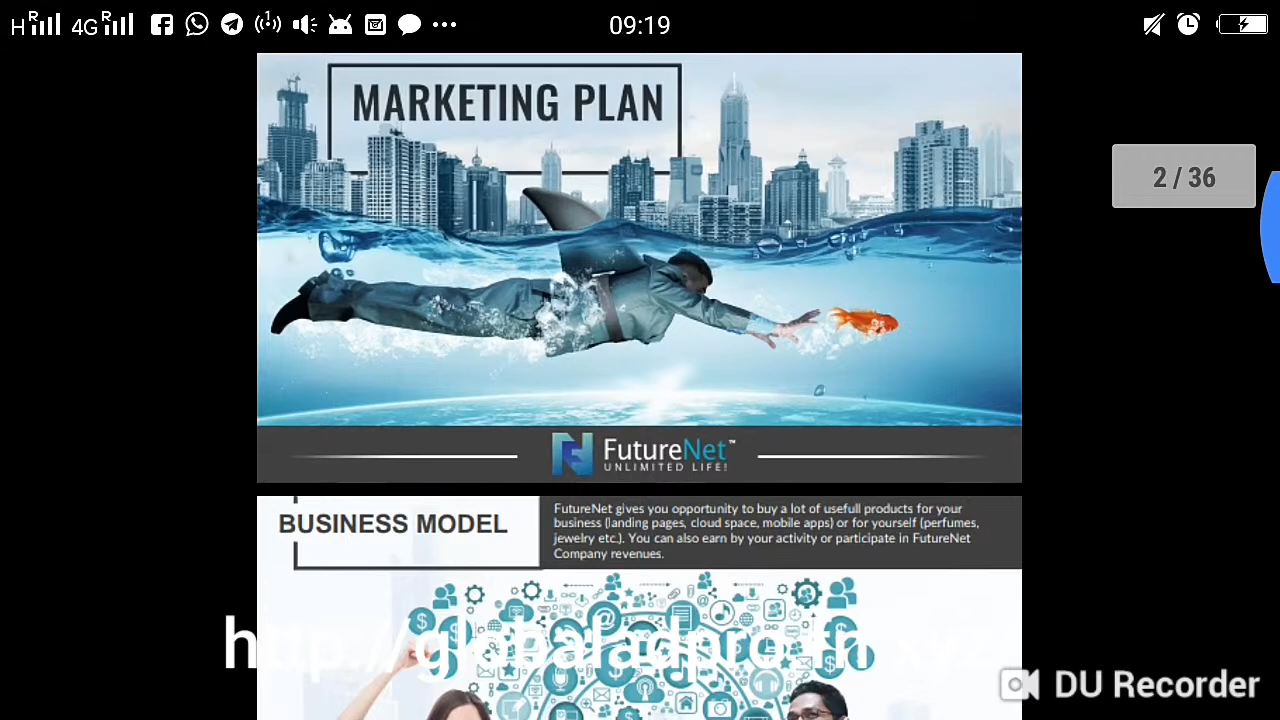 H R 4G R 09:19
MARKETING PLAN
2 / 36
FutureNet™
UNLIMITED LIFE!
BUSINESS MODEL
FutureNet gives you opportunity to buy a lot of usefull products for your
business (landing pages, cloud space, mobile apps) or for yourself (perfumes,
jewelry etc.). You can also earn by your activity or participate in FutureNet
Company revenues.
DU Recorder